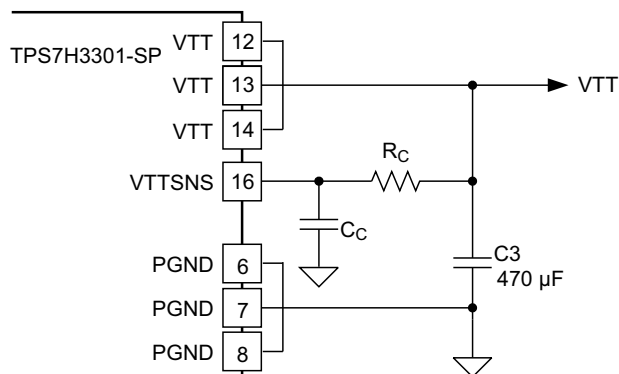 TPS7H3301-SP
VTT 12
VTT 13
VTT
VTT 14
VTTSNS 16
RC
CC
C3
470 µF
PGND 6
PGND 7
PGND 8